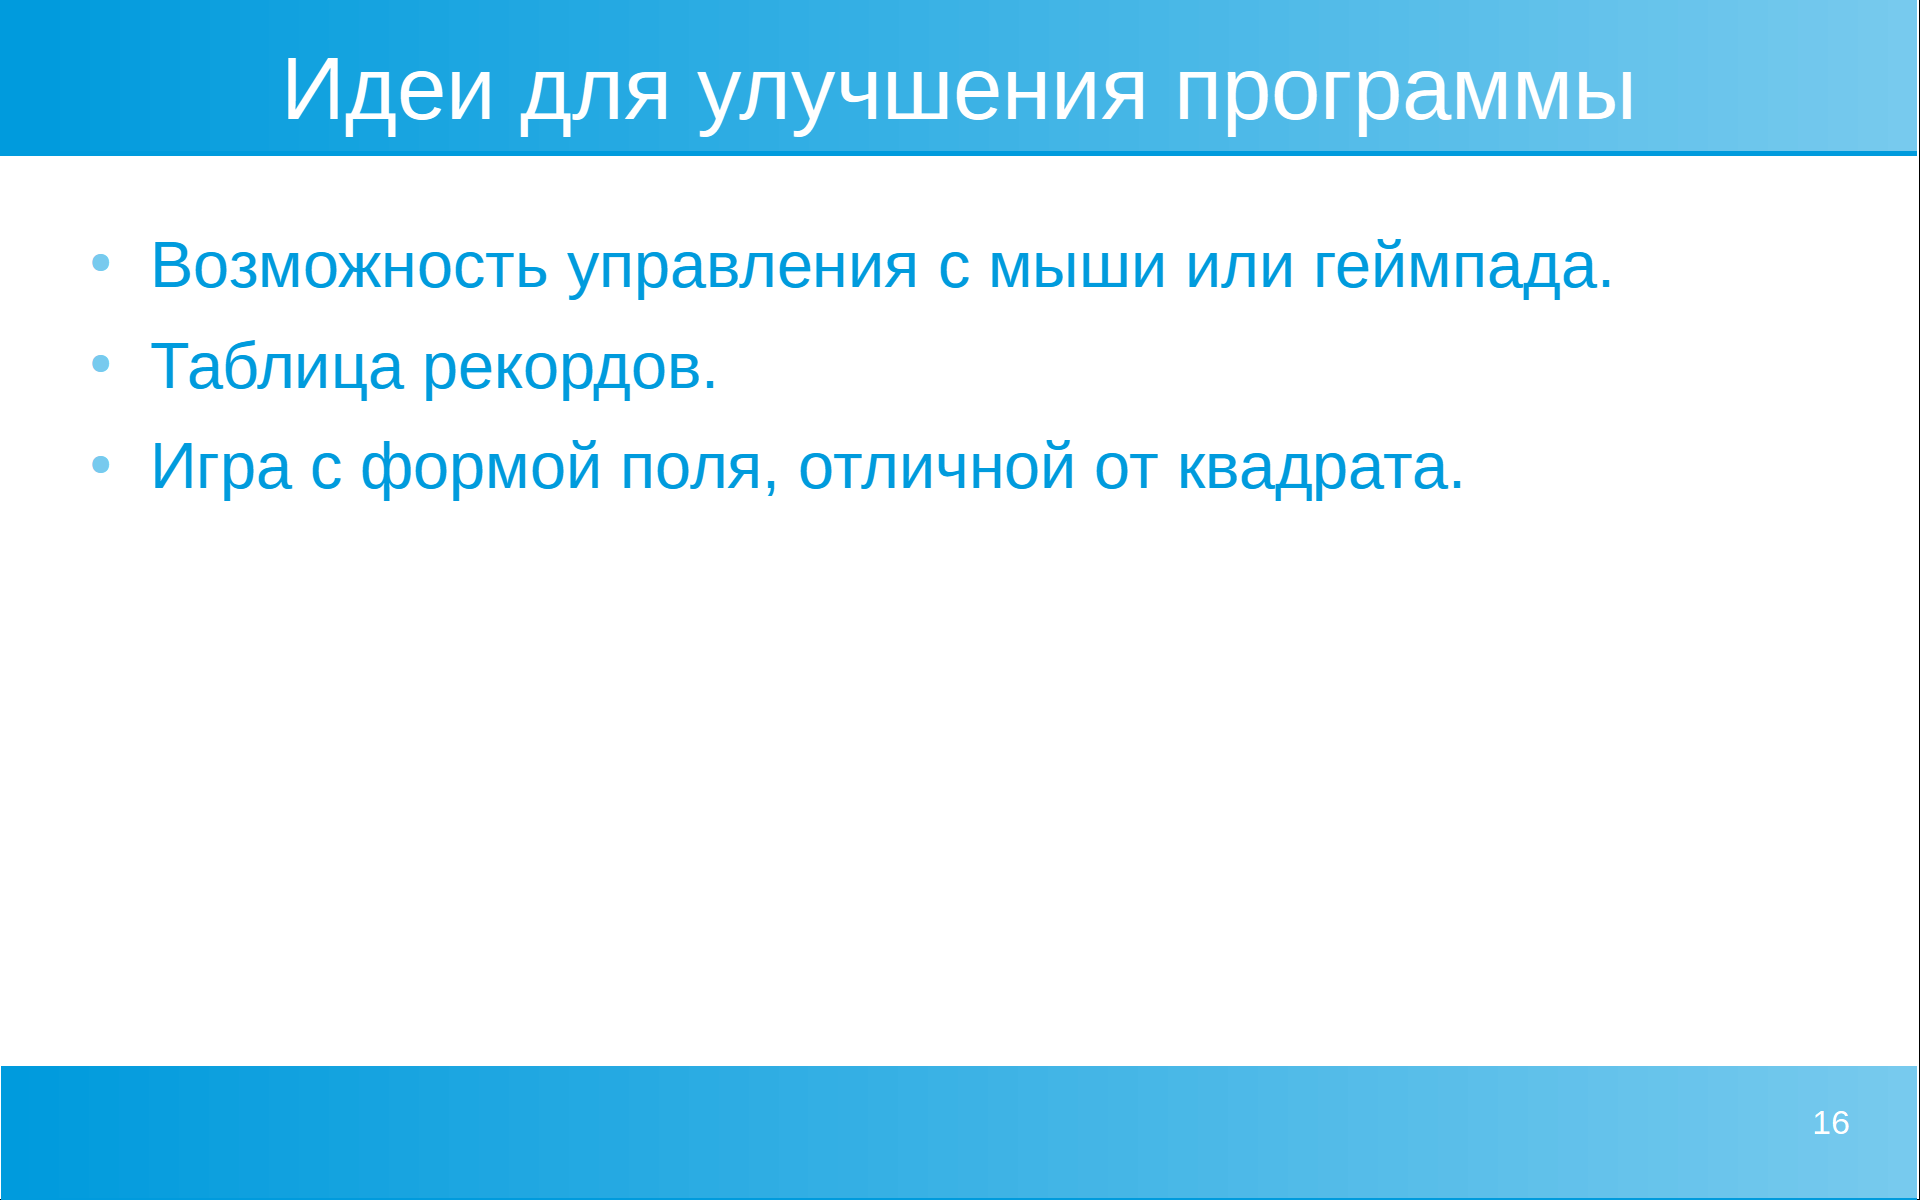 Идеи для улучшения программы
• Возможность управления с мыши или геймпада.
• Таблица рекордов.
• Игра с формой поля, отличной от квадрата.
16